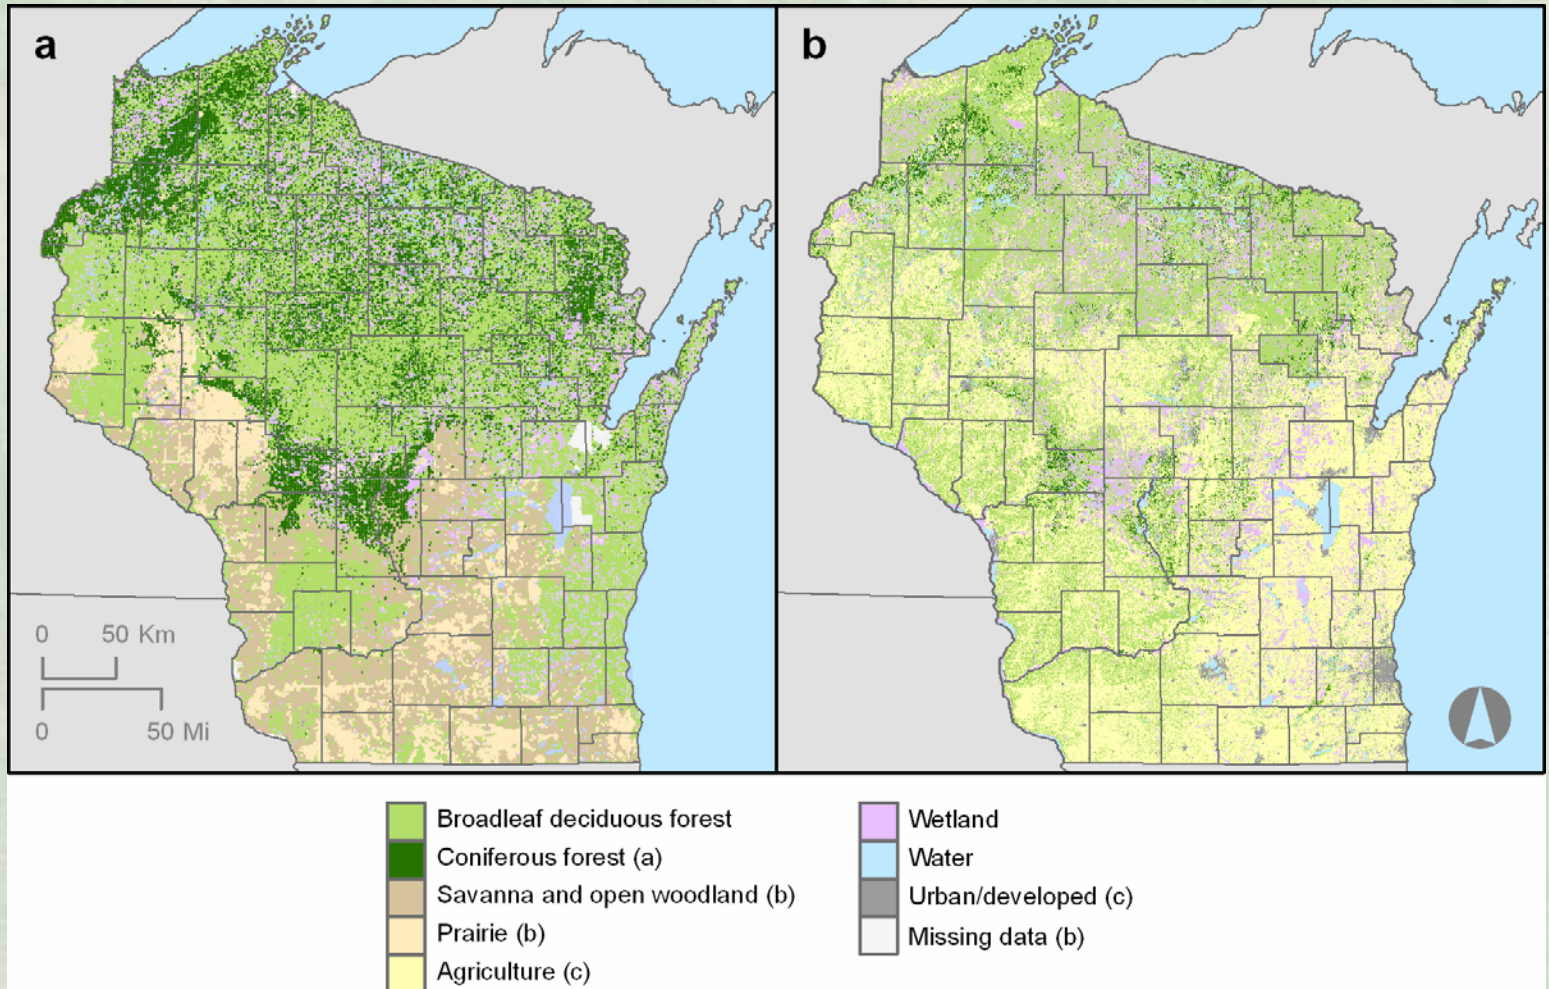 a
b
0 50 Km
0 50 Mi
Broadleaf deciduous forest
Coniferous forest (a)
Savanna and open woodland (b)
Prairie (b)
Agriculture (c)
Wetland
Water
Urban/developed (c)
Missing data (b)